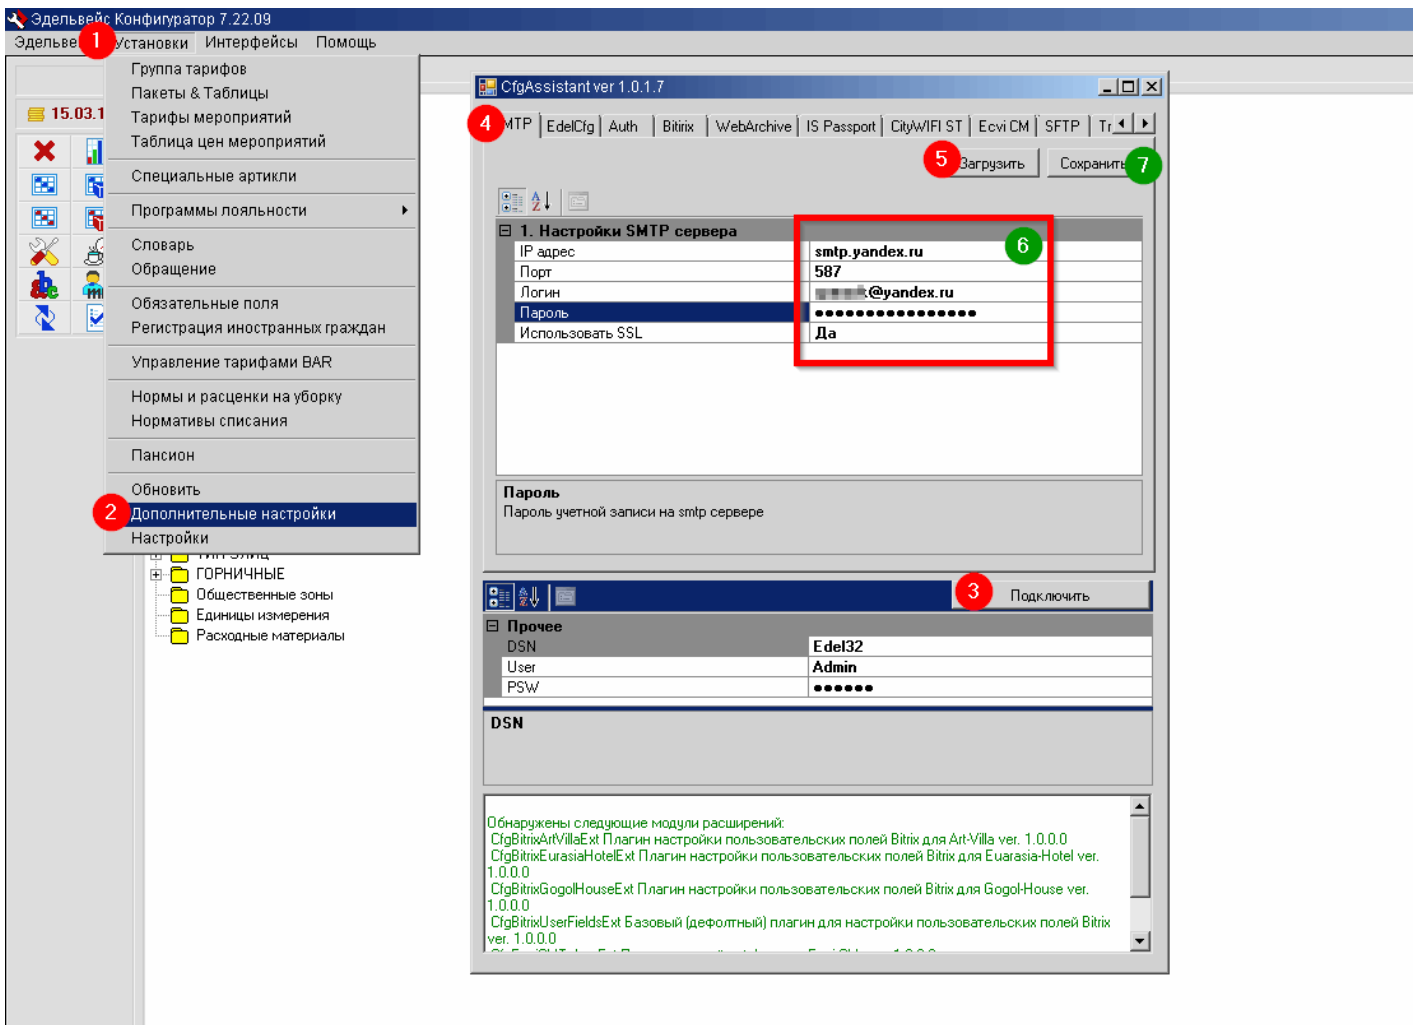 Эдельвейс Конфигуратор 7.22.09
Эдельве 1 Установки Интерфейсы Помощь
Группа тарифов
Пакеты & Таблицы
Тарифы мероприятий
Таблица цен мероприятий
Специальные артикли
Программы лояльности
Словарь
Обращение
Обязательные поля
Регистрация иностранных граждан
Управление тарифами BAR
Нормы и расценки на уборку
Нормативы списания
Пансион
Обновить
2 Дополнительные настройки
Настройки
15.03.1
ГОРНИЧНЫЕ
Общественные зоны
Единицы измерения
Расходные материалы
CfgAssistant ver 1.0.1.7
4 MTP EdelCfg Auth Bitirix WebArchive IS Passport CityWIFI ST Ecvi CM SFTP Tr
5 Загрузить Сохранить 7
1. Настройки SMTP сервера
6
IP адрес smtp.yandex.ru
Порт 587
Логин @yandex.ru
Пароль ●●●●●●●●●●●●●●●●
Использовать SSL Да
Пароль
Пароль учетной записи на smtp сервере
3 Подключить
Прочее
DSN Edel32
User Admin
PSW ●●●●●●
DSN
Обнаружены следующие модули расширений:
CfgBitrixArtVillaExt Плагин настройки пользовательских полей Bitrix для Art-Villa ver. 1.0.0.0
CfgBitrixEurasiaHotelExt Плагин настройки пользовательских полей Bitrix для Euarasia-Hotel ver.
1.0.0.0
CfgBitrixGogolHouseExt Плагин настройки пользовательских полей Bitrix для Gogol-House ver.
1.0.0.0
CfgBitrixUserFieldsExt Базовый (дефолтный) плагин для настройки пользовательских полей Bitrix
ver. 1.0.0.0